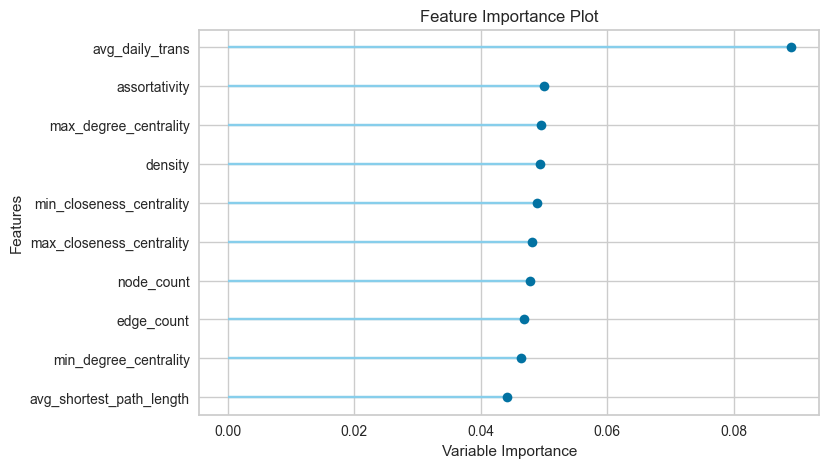 Feature Importance Plot
Features
avg_daily_trans
assortativity
max_degree_centrality
density
min_closeness_centrality
max_closeness_centrality
node_count
edge_count
min_degree_centrality
avg_shortest_path_length
0.00 0.02 0.04 0.06 0.08
Variable Importance